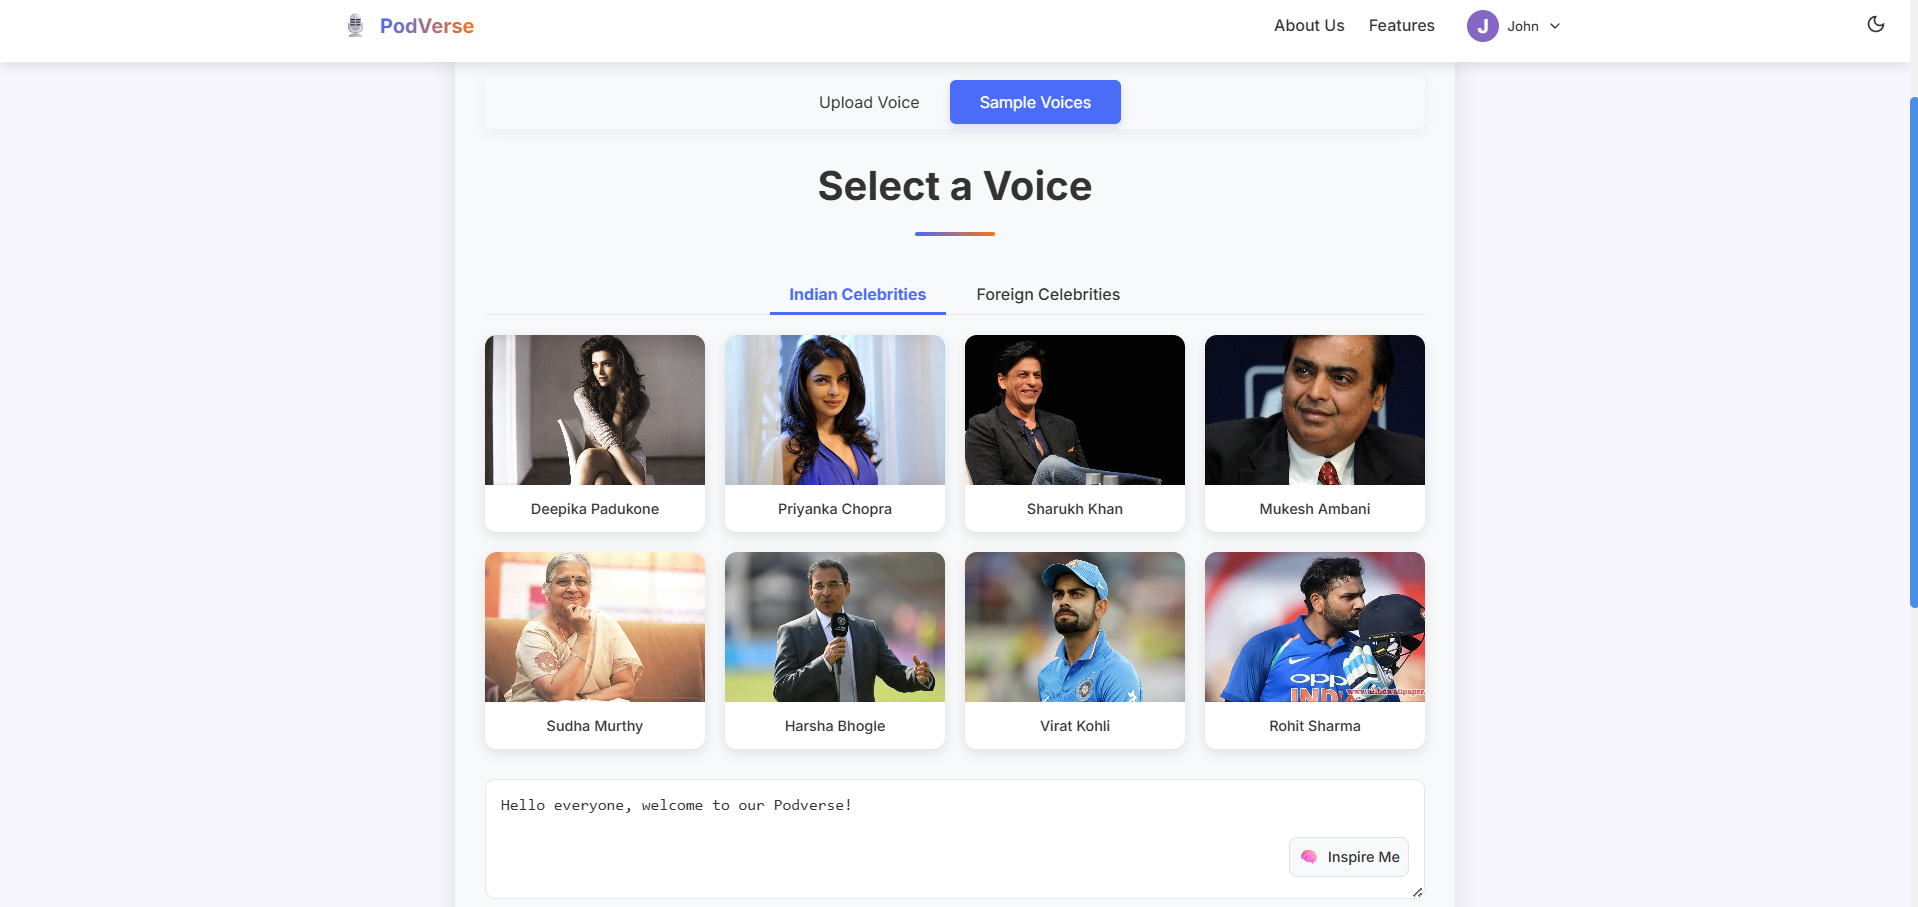 PodVerse
About Us Features J John
Upload Voice Sample Voices
Select a Voice
Indian Celebrities Foreign Celebrities
Deepika Padukone Priyanka Chopra Sharukh Khan Mukesh Ambani
oppo
INDIA
Sudha Murthy Harsha Bhogle Virat Kohli Rohit Sharma
Hello everyone, welcome to our Podverse!
Inspire Me